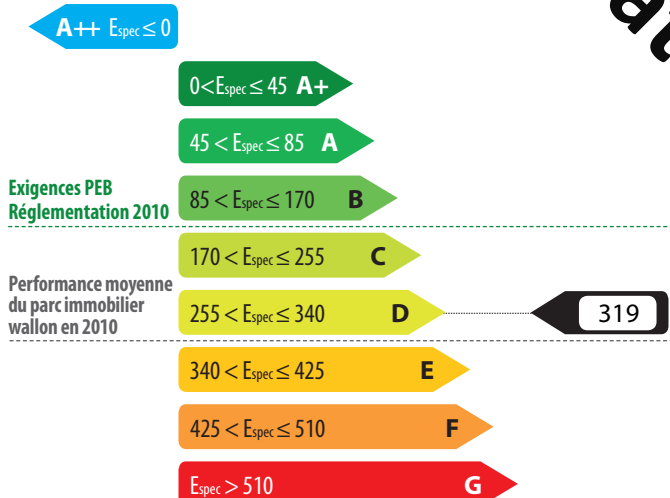 A++ Espec ≤ 0
at
0<Espec ≤ 45 A+
45 < Espec ≤ 85 A
Exigences PEB
Réglementation 2010
85 < Espec ≤ 170 B
170 < Espec ≤ 255 C
Performance moyenne
du parc immobilier
wallon en 2010
255 < Espec ≤ 340 D
319
340 < Espec ≤ 425 E
425 < Espec ≤ 510 F
Espec > 510 G